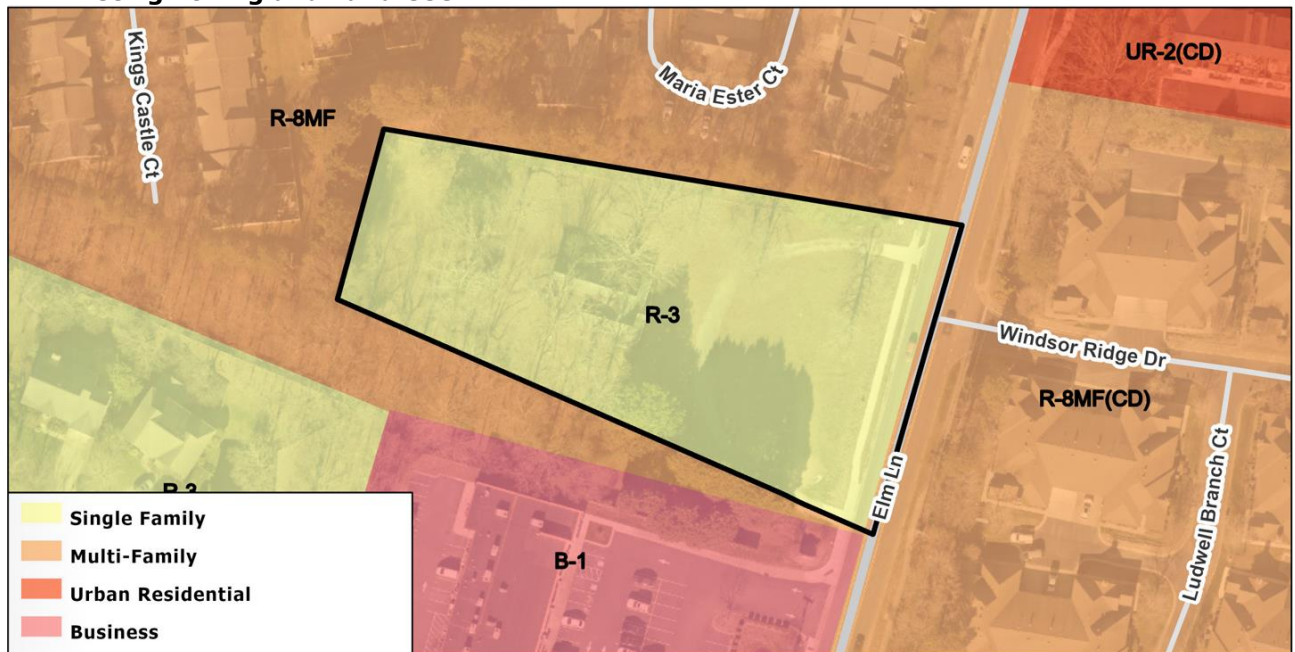 UR-2(CD)
Kings Castle Ct
Maria Ester Ct
R-8MF
R-3
Windsor Ridge Dr
R-8MF(CD)
Elm Ln
Ludwell Branch Ct
R-3
B-1
Single Family
Multi-Family
Urban Residential
Business